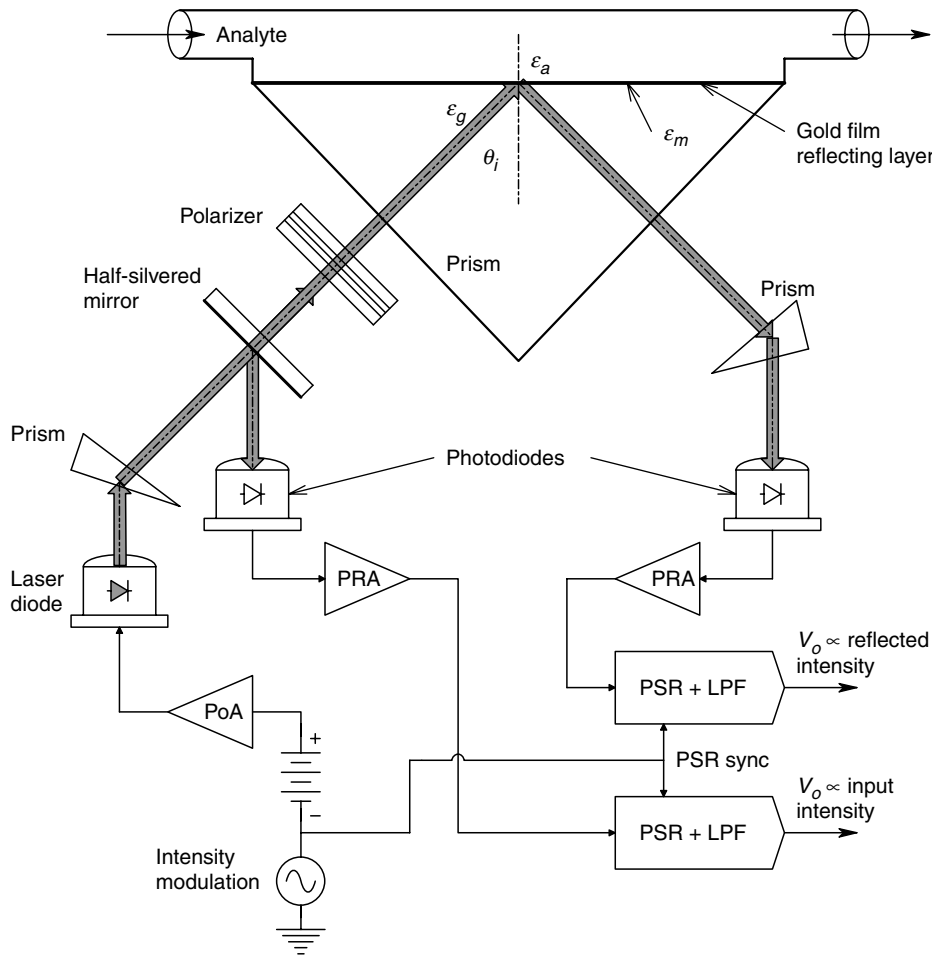 Analyte
εₐ
ε_g
ε_m
Gold film
reflecting layer
θ_i
Polarizer
Prism
Half-silvered
mirror
Prism
Prism
Photodiodes
Laser
diode
PRA
PRA
V_o ∝ reflected
intensity
PSR + LPF
PoA
+
PSR sync
−
V_o ∝ input
intensity
PSR + LPF
Intensity
modulation